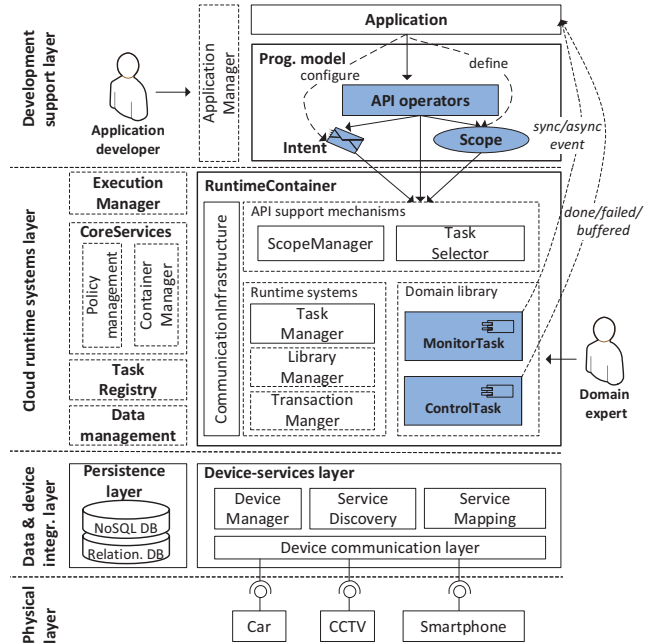 Development
support layer
Application
developer
Application
Manager
Application
Prog. model
configure
define
API operators
Intent
Scope
sync/async
event
done/failed/
buffered
Cloud runtime systems layer
Execution
Manager
CoreServices
Policy
management
Container
Manager
Task
Registry
Data
management
RuntimeContainer
CommunicationInfrastructure
API support mechanisms
ScopeManager
Task
Selector
Runtime systems
Task
Manager
Library
Manager
Transaction
Manger
Domain library
MonitorTask
ControlTask
Domain
expert
Data & device
integr. layer
Persistence
layer
NoSQL DB
Relation. DB
Device-services layer
Device
Manager
Service
Discovery
Service
Mapping
Device communication layer
Physical
layer
Car
CCTV
Smartphone